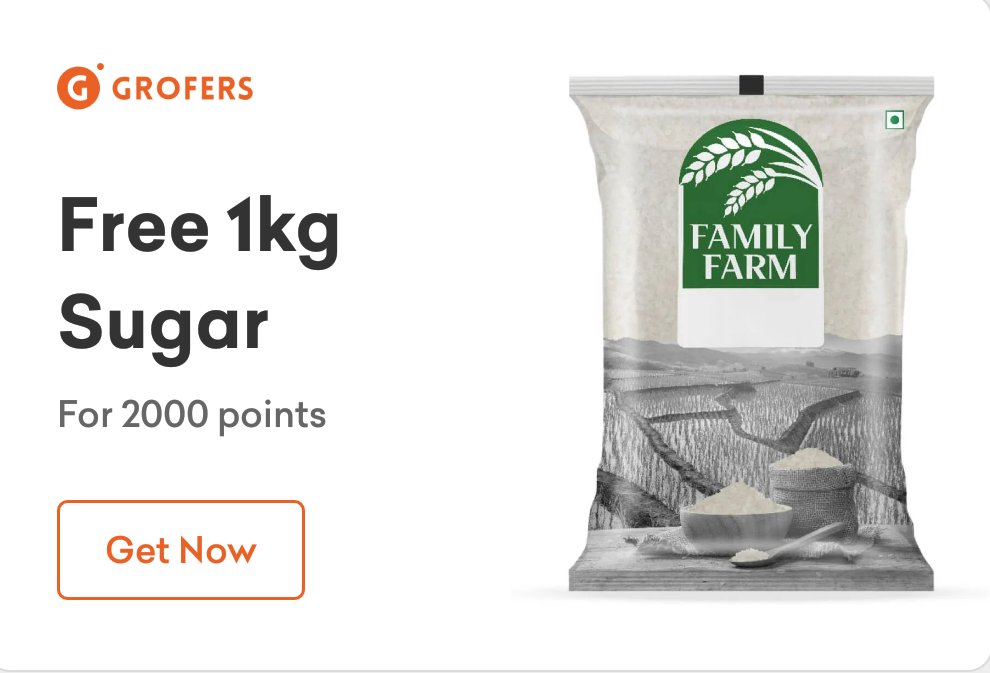 GROFERS
Free 1kg
Sugar
For 2000 points
Get Now
FAMILY
FARM